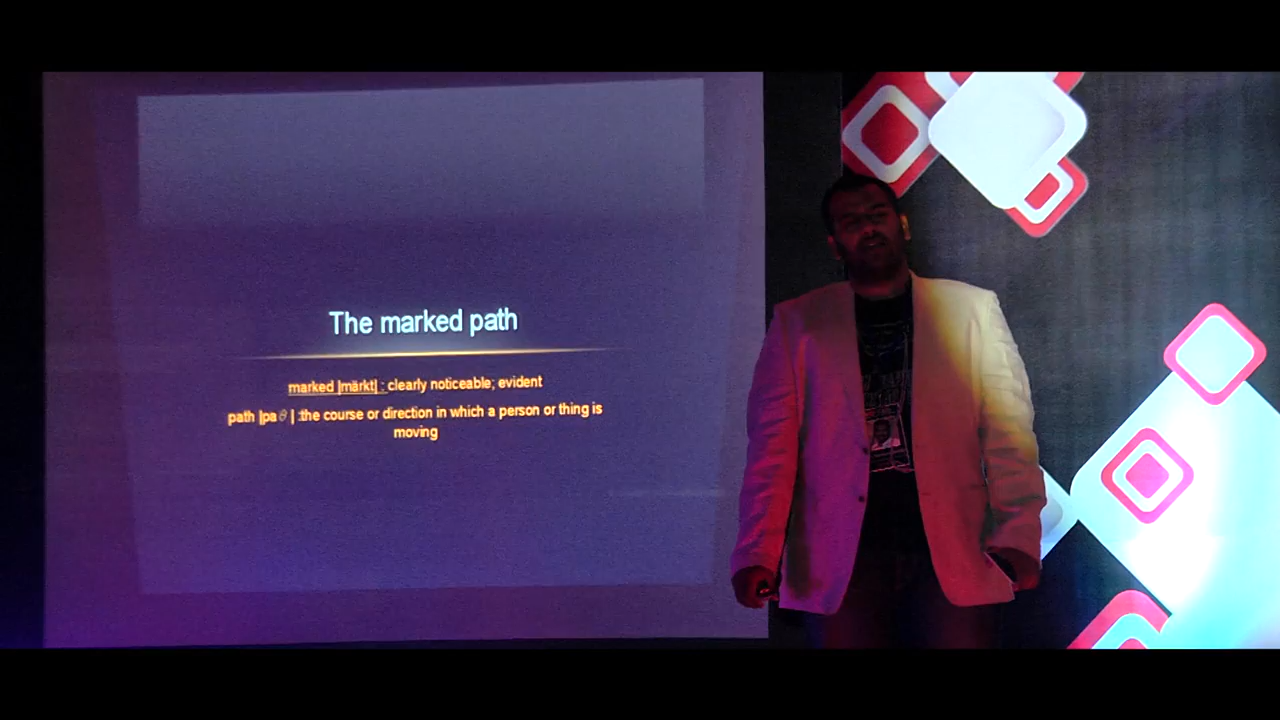 The marked path
marked |märkt| : clearly noticeable; evident
path |paθ| :the course or direction in which a person or thing is
moving